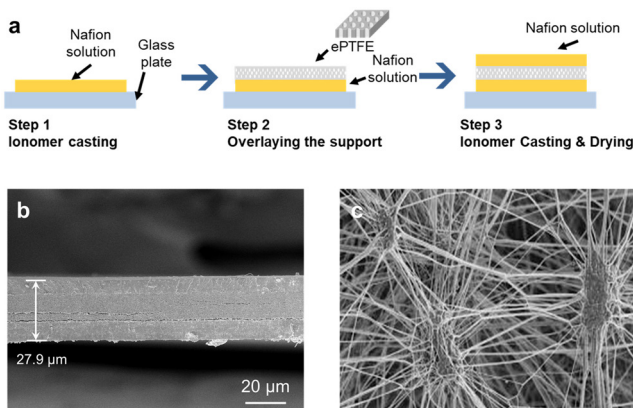 a
Nafion
solution
Glass
plate
Step 1
Ionomer casting
ePTFE
Nafion
solution
Step 2
Overlaying the support
Nafion solution
Step 3
Ionomer Casting & Drying
b
27.9 μm
20 μm
c